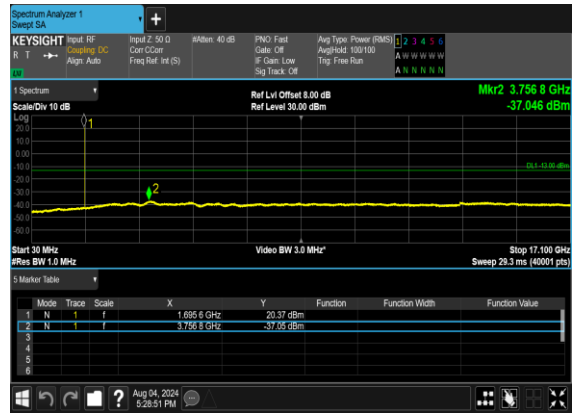 Spectrum Analyzer 1
Swept SA
+
KEYSIGHT Input: RF Input Z: 50 Ω #Atten: 40 dB PNO: Fast Avg Type: Power (RMS) 1 2 3 4 5 6
R T Coupling: DC Corr CCorr Gate: Off Avg|Hold: 100/100 A W W W W W
Align: Auto Freq Ref: Int (S) IF Gain: Low Trig: Free Run
LW Sig Track: Off A N N N N N
1 Spectrum Ref Lvl Offset 8.00 dB Mkr2 3.756 8 GHz
Scale/Div 10 dB Ref Level 30.00 dBm -37.046 dBm
Log
1
20.0
10.0
0.00
-10.0
DL1 -13.00 dBm
-20.0
-30.0
2
-40.0
-50.0
-60.0
Start 30 MHz Video BW 3.0 MHz* Stop 17.100 GHz
#Res BW 1.0 MHz Sweep 29.3 ms (40001 pts)
5 Marker Table
Mode Trace Scale X Y Function Function Width Function Value
1 N 1 f 1.695 6 GHz 20.37 dBm
2 N 1 f 3.756 8 GHz -37.05 dBm
3
4
5
6
? Aug 04, 2024
5:28:51 PM